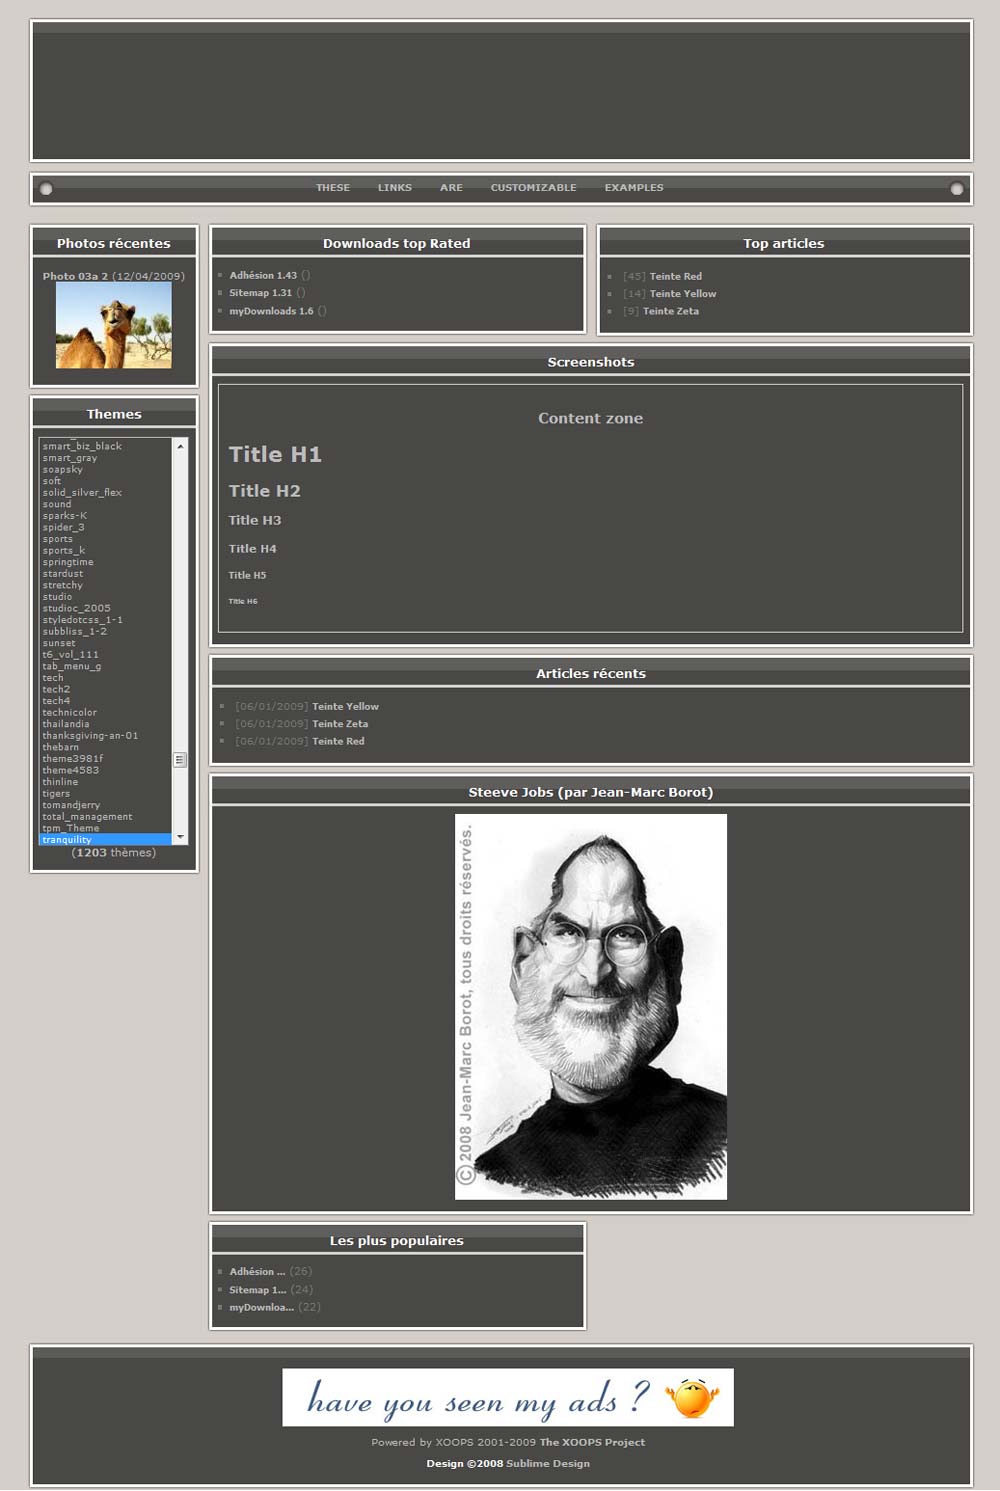 THESE LINKS ARE CUSTOMIZABLE EXAMPLES
Photos récentes
Photo 03a 2 (12/04/2009)
Themes
smart_biz_black
smart_gray
soapsky
soft
solid_silver_flex
sound
sparks-K
spider_3
sports
sports_k
springtime
stardust
stretchy
studio
studioc_2005
styledotcss_1-1
subbliss_1-2
sunset
t6_vol_111
tab_menu_g
tech
tech2
tech4
technicolor
thailandia
thanksgiving-an-01
thebarn
theme3981f
theme4583
thinline
tigers
tomandjerry
total_management
tpm_Theme
tranquility
(1203 thèmes)
Downloads top Rated
Adhésion 1.43 ()
Sitemap 1.31 ()
myDownloads 1.6 ()
Top articles
[45] Teinte Red
[14] Teinte Yellow
[9] Teinte Zeta
Screenshots
Content zone
Title H1
Title H2
Title H3
Title H4
Title H5
Title H6
Articles récents
[06/01/2009] Teinte Yellow
[06/01/2009] Teinte Zeta
[06/01/2009] Teinte Red
Steeve Jobs (par Jean-Marc Borot)
©2008 Jean-Marc Borot, tous droits réservés.
Les plus populaires
Adhésion ... (26)
Sitemap 1... (24)
myDownloa... (22)
have you seen my ads ?
Powered by XOOPS 2001-2009 The XOOPS Project
Design ©2008 Sublime Design